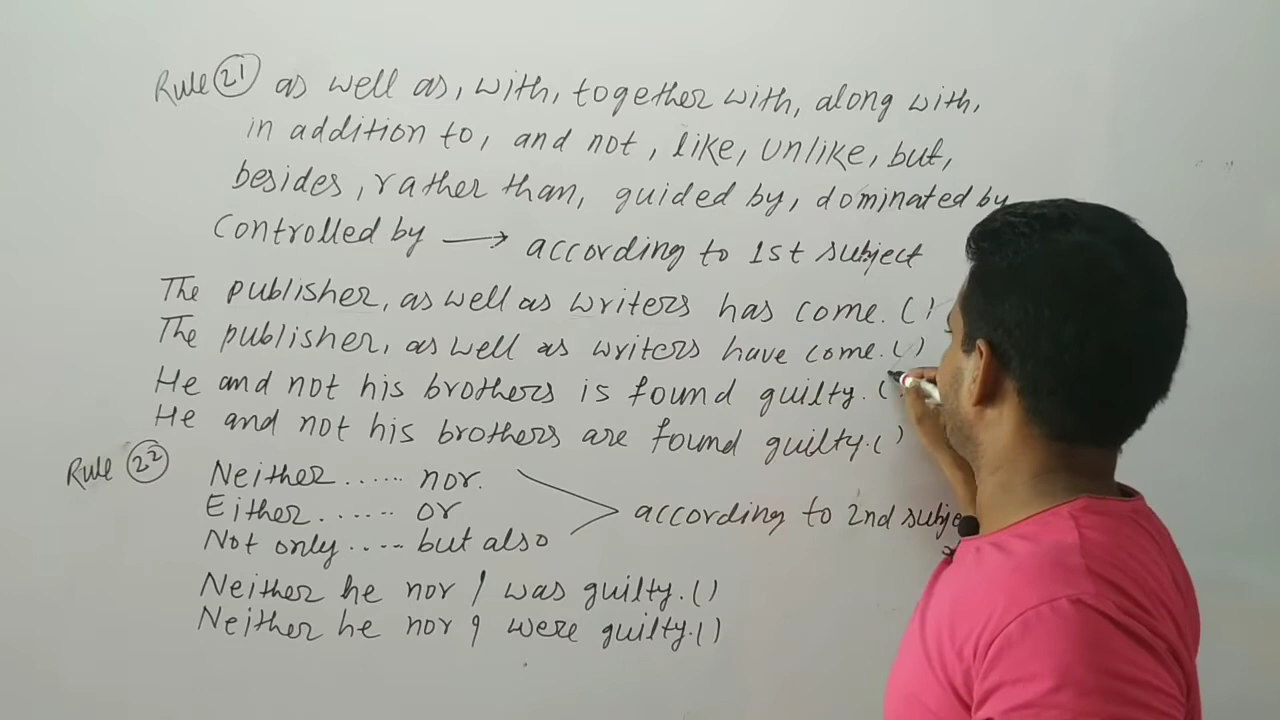 Rule 21 as well as, with, together with, along with,
in addition to, and not, like, unlike, but,
besides, rather than, guided by, dominated by
controlled by → according to 1st subject
The publisher, as well as writers has come. ()
The publisher, as well as writers have come. ()
He and not his brothers is found guilty. (
He and not his brothers are found guilty. ()
Rule 22 Neither...... nor.
Either....... or
Not only..... but also
according to 2nd subje
Neither he nor I was guilty. ()
Neither he nor I were guilty. ()